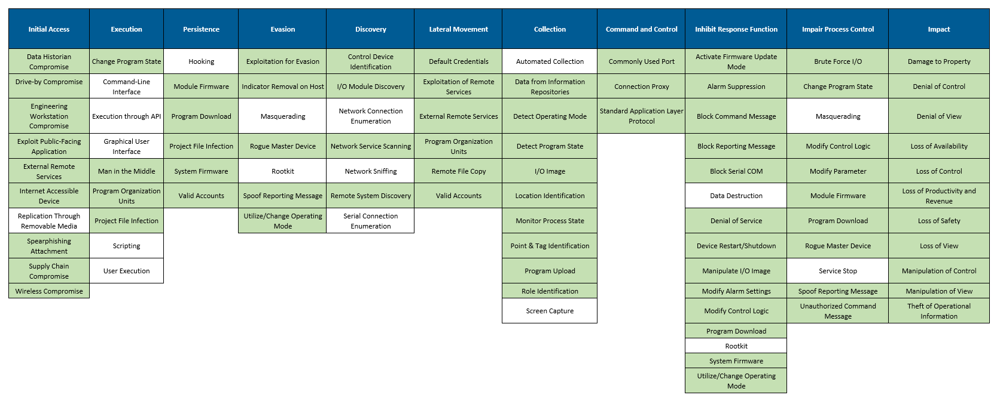 Initial Access
Execution
Persistence
Evasion
Discovery
Lateral Movement
Collection
Command and Control
Inhibit Response Function
Impair Process Control
Impact
Data Historian
Compromise
Change Program State
Hooking
Exploitation for Evasion
Control Device
Identification
Default Credentials
Automated Collection
Commonly Used Port
Activate Firmware Update
Mode
Brute Force I/O
Damage to Property
Drive-by Compromise
Command-Line
Interface
Module Firmware
Indicator Removal on Host
I/O Module Discovery
Exploitation of Remote
Services
Data from Information
Repositories
Connection Proxy
Alarm Suppression
Change Program State
Denial of Control
Engineering
Workstation
Compromise
Execution through API
Program Download
Masquerading
Network Connection
Enumeration
External Remote Services
Detect Operating Mode
Standard Application Layer
Protocol
Block Command Message
Masquerading
Denial of View
Exploit Public-Facing
Application
Graphical User
Interface
Project File Infection
Rogue Master Device
Network Service Scanning
Program Organization
Units
Detect Program State
Block Reporting Message
Modify Control Logic
Loss of Availability
External Remote
Services
Man in the Middle
System Firmware
Rootkit
Network Sniffing
Remote File Copy
I/O Image
Block Serial COM
Modify Parameter
Loss of Control
Internet Accessible
Device
Program Organization
Units
Valid Accounts
Spoof Reporting Message
Remote System Discovery
Valid Accounts
Location Identification
Data Destruction
Module Firmware
Loss of Productivity and
Revenue
Replication Through
Removable Media
Project File Infection
Utilize/Change Operating
Mode
Serial Connection
Enumeration
Monitor Process State
Denial of Service
Program Download
Loss of Safety
Spearphishing
Attachment
Scripting
Point & Tag Identification
Device Restart/Shutdown
Rogue Master Device
Loss of View
Supply Chain
Compromise
User Execution
Program Upload
Manipulate I/O Image
Service Stop
Manipulation of Control
Wireless Compromise
Role Identification
Modify Alarm Settings
Spoof Reporting Message
Manipulation of View
Screen Capture
Modify Control Logic
Unauthorized Command
Message
Theft of Operational
Information
Program Download
Rootkit
System Firmware
Utilize/Change Operating
Mode